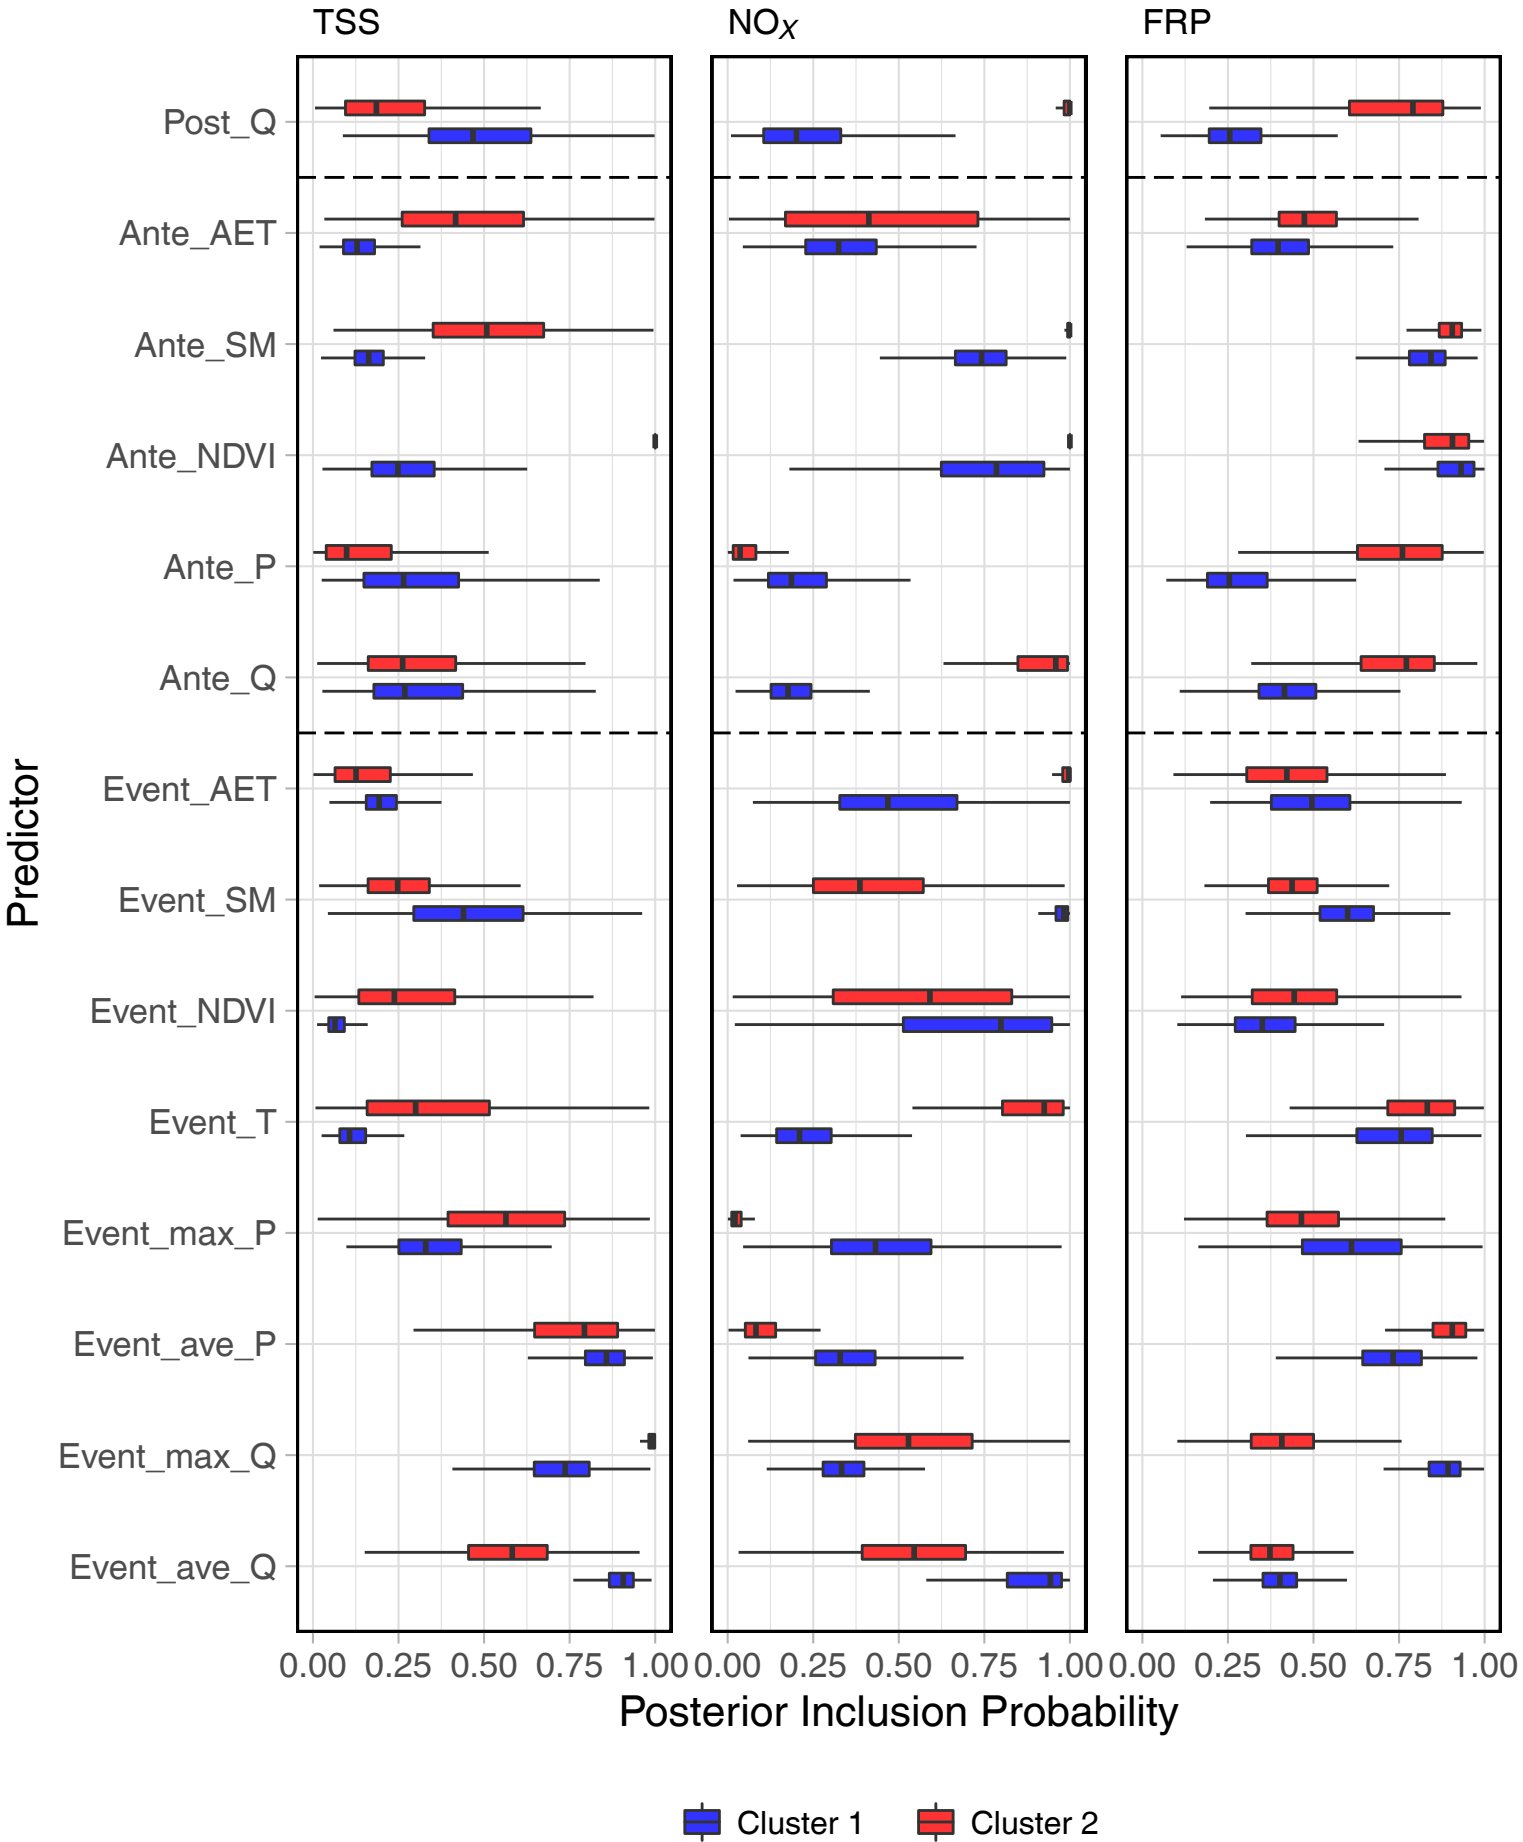 TSS NOX FRP
Post_Q
Ante_AET
Ante_SM
Ante_NDVI
Ante_P
Ante_Q
Event_AET
Event_SM
Event_NDVI
Event_T
Event_max_P
Event_ave_P
Event_max_Q
Event_ave_Q
Predictor
0.00 0.25 0.50 0.75 1.00 0.00 0.25 0.50 0.75 1.00 0.00 0.25 0.50 0.75 1.00
Posterior Inclusion Probability
Cluster 1 Cluster 2